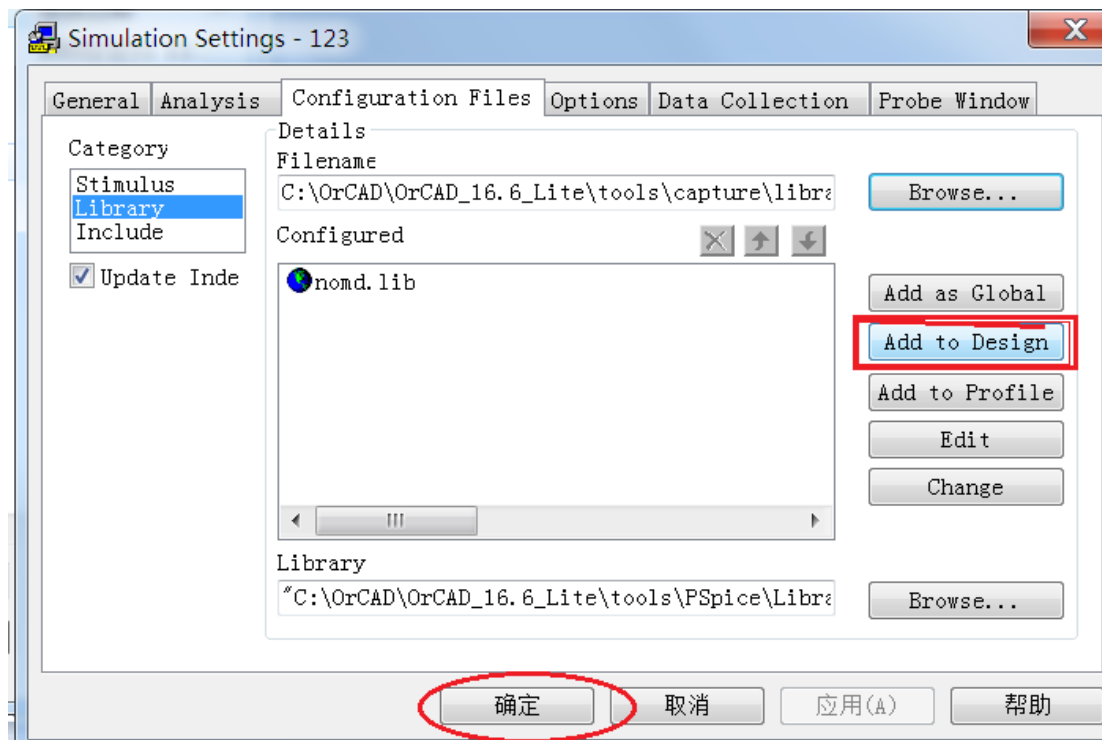 Simulation Settings - 123
General Analysis Configuration Files Options Data Collection Probe Window
Category
Stimulus
Library
Include
Update Inde
Details
Filename
C:\OrCAD\OrCAD_16.6_Lite\tools\capture\libra
Browse...
Configured
nomd.lib
Add as Global
Add to Design
Add to Profile
Edit
Change
Library
"C:\OrCAD\OrCAD_16.6_Lite\tools\PSpice\Libra
Browse...
确定 取消 应用(A) 帮助